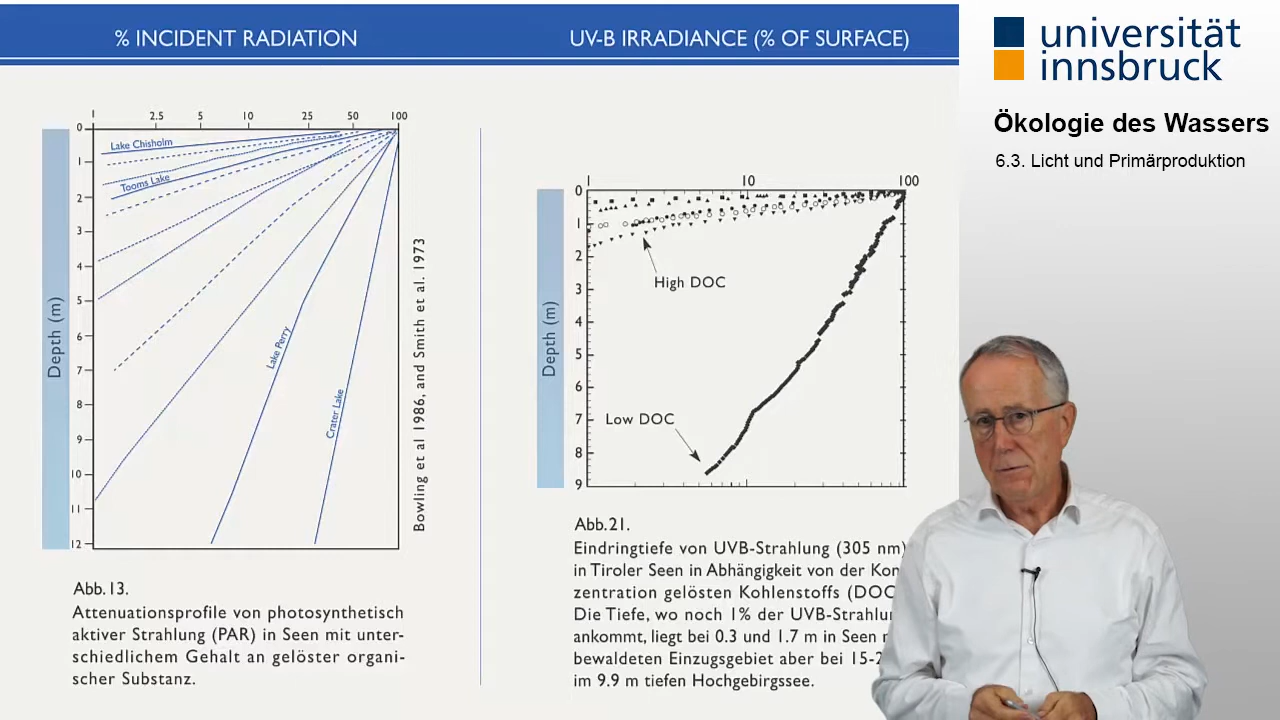 % INCIDENT RADIATION
UV-B IRRADIANCE (% OF SURFACE)
universität
innsbruck
Ökologie des Wassers
6.3. Licht und Primärproduktion
1 2.5 5 10 25 50 100
0
1
2
3
4
5
6
7
8
9
10
11
12
Depth (m)
Lake Chisholm
Tooms Lake
Lake Perry
Crater Lake
Bowling et al 1986, and Smith et al. 1973
Abb.13.
Attenuationsprofile von photosynthetisch
aktiver Strahlung (PAR) in Seen mit unter-
schiedlichem Gehalt an gelöster organi-
scher Substanz.
1 10 100
0
1
2
3
4
5
6
7
8
9
Depth (m)
High DOC
Low DOC
Abb.21.
Eindringtiefe von UVB-Strahlung (305 nm)
in Tiroler Seen in Abhängigkeit von der Kon
zentration gelösten Kohlenstoffs (DOC
Die Tiefe, wo noch 1% der UVB-Strahlu
ankommt, liegt bei 0.3 und 1.7 m in Seen
bewaldeten Einzugsgebiet aber bei 15-2
im 9.9 m tiefen Hochgebirgssee.